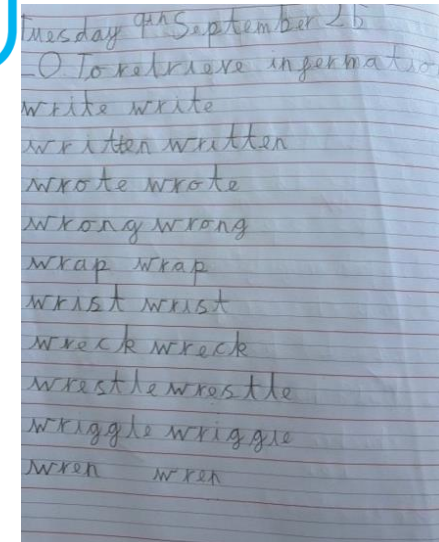 Tuesday 9th September 25
LO. To retrieve informatio
write write
written written
wrote wrote
wrong wrong
wrap wrap
wrist wrist
wreck wreck
wrestle wrestle
wriggle wriggle
wren wren